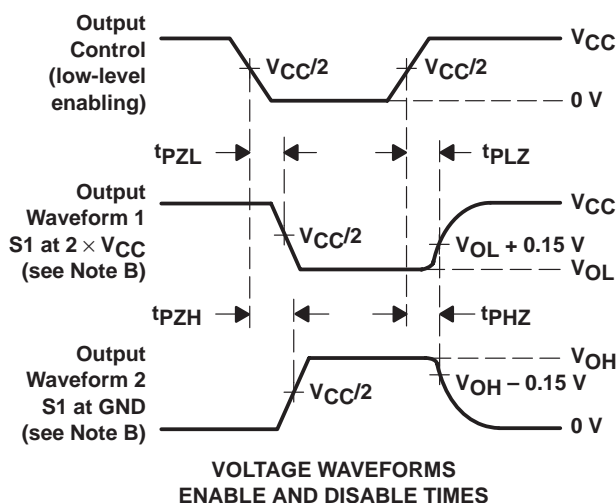 Output
Control
(low-level
enabling)
VCC/2
VCC/2
VCC
0 V
tPZL
tPLZ
Output
Waveform 1
S1 at 2 × VCC
(see Note B)
VCC/2
VCC
VOL + 0.15 V
VOL
tPZH
tPHZ
Output
Waveform 2
S1 at GND
(see Note B)
VCC/2
VOH
VOH − 0.15 V
0 V
VOLTAGE WAVEFORMS
ENABLE AND DISABLE TIMES